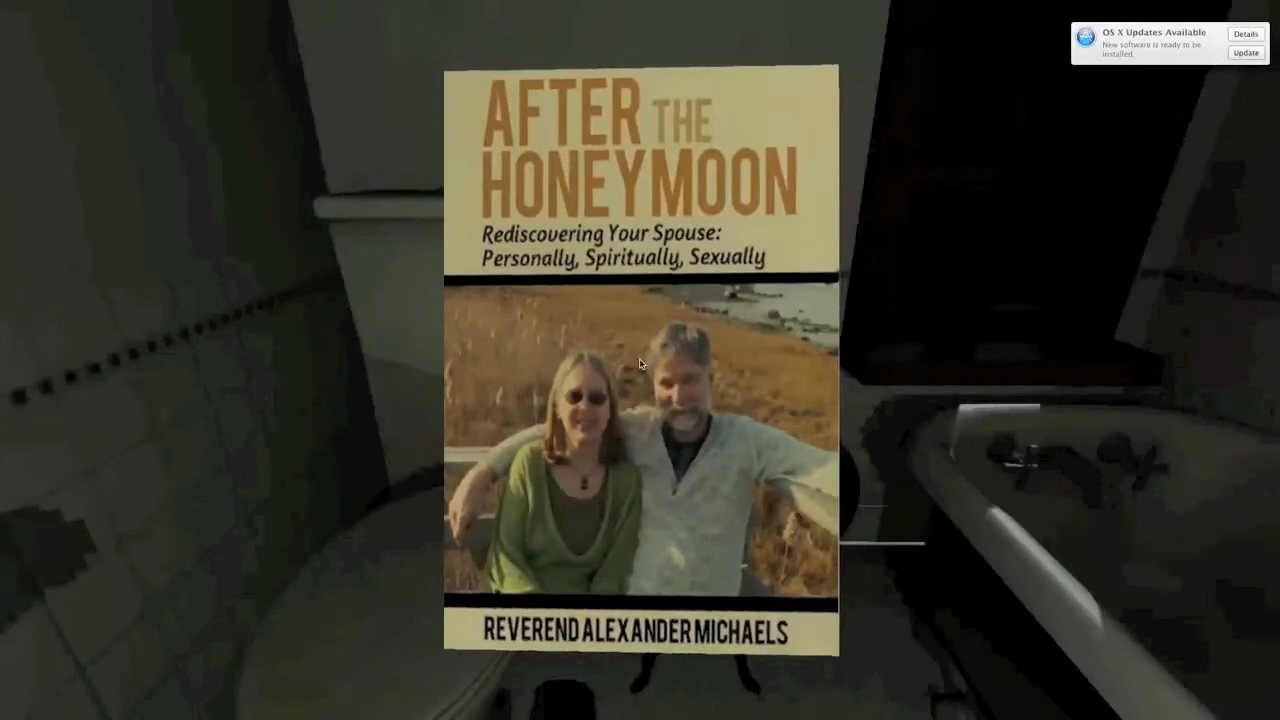 OS X Updates Available
New software is ready to be
installed.
Details
Update
AFTER THE
HONEYMOON
Rediscovering Your Spouse:
Personally, Spiritually, Sexually
REVEREND ALEXANDER MICHAELS